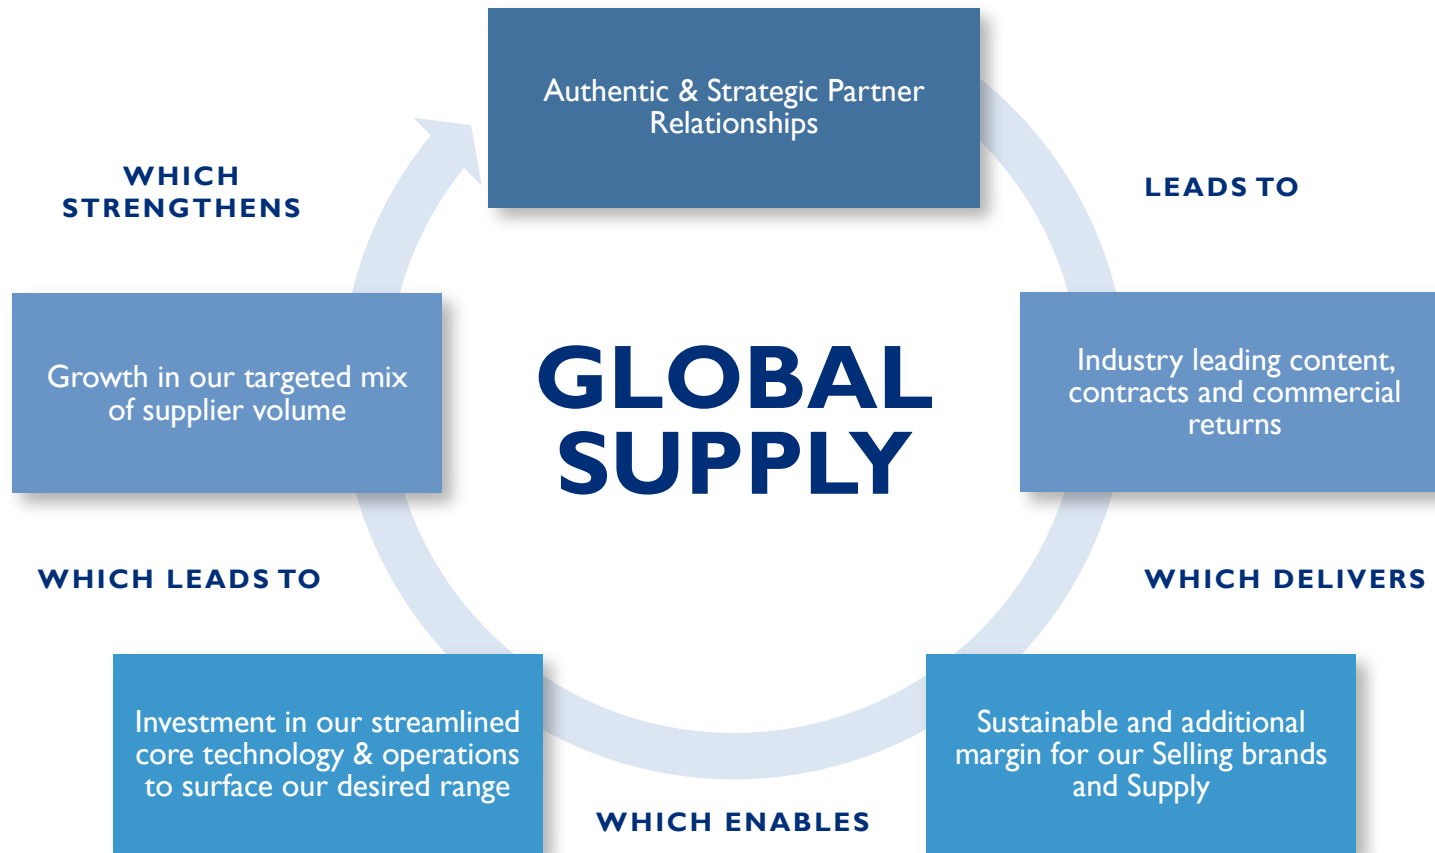 Authentic & Strategic Partner
Relationships
WHICH
STRENGTHENS
LEADS TO
Growth in our targeted mix
of supplier volume
GLOBAL
SUPPLY
Industry leading content,
contracts and commercial
returns
WHICH LEADS TO
WHICH DELIVERS
Investment in our streamlined
core technology & operations
to surface our desired range
Sustainable and additional
margin for our Selling brands
and Supply
WHICH ENABLES